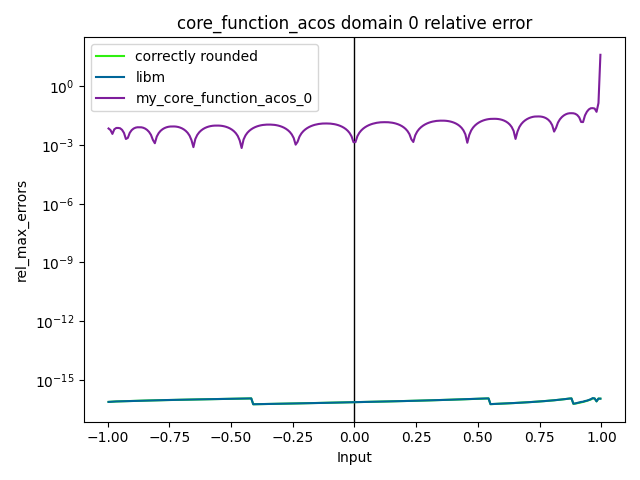 core_function_acos domain 0 relative error
correctly rounded
libm
my_core_function_acos_0
rel_max_errors
10^0
10^-3
10^-6
10^-9
10^-12
10^-15
−1.00 −0.75 −0.50 −0.25 0.00 0.25 0.50 0.75 1.00
Input